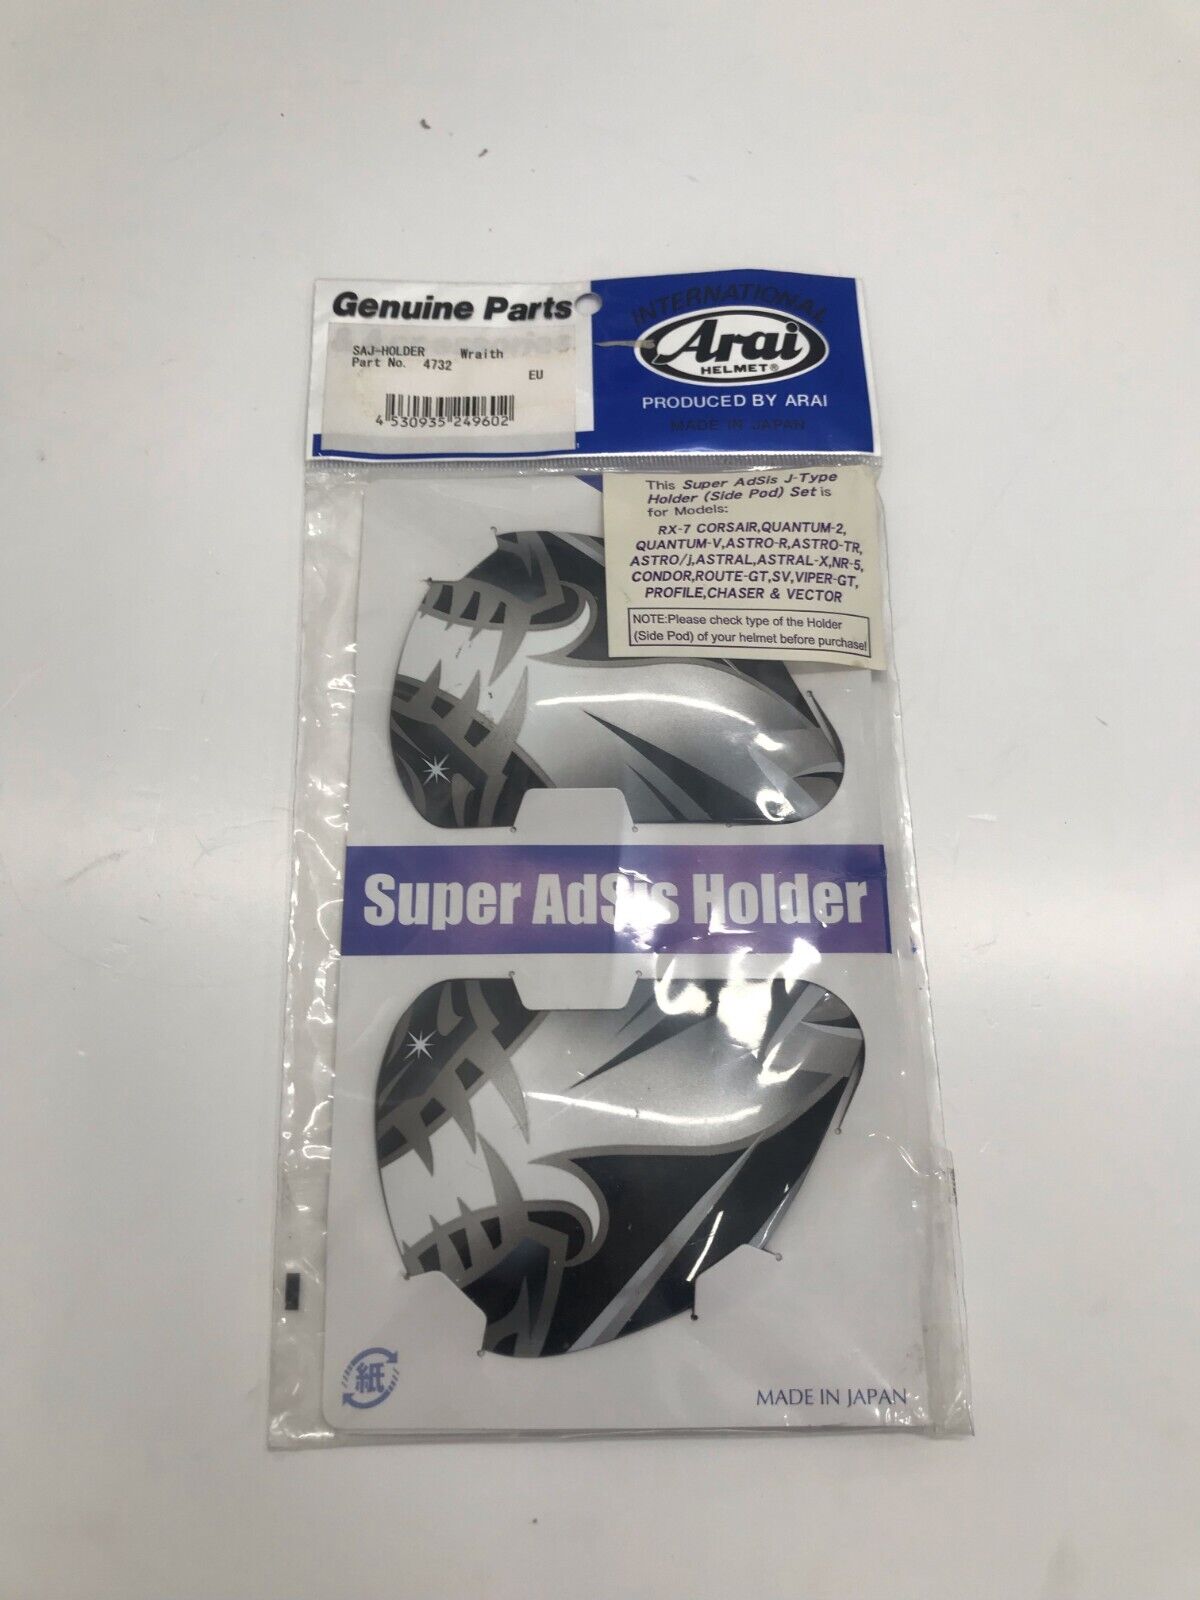 Genuine Parts
SAJ-HOLDER Wraith
Part No. 4732
EU
4 530935 249602
INTERNATIONAL
Arai
HELMET®
PRODUCED BY ARAI
MADE IN JAPAN
This Super AdSis J-Type
Holder (Side Pod) Set is
for Models:
RX-7 CORSAIR,QUANTUM-2,
QUANTUM-V,ASTRO-R,ASTRO-TR,
ASTRO/j,ASTRAL,ASTRAL-X,NR-5,
CONDOR,ROUTE-GT,SV,VIPER-GT,
PROFILE,CHASER & VECTOR
NOTE:Please check type of the Holder
(Side Pod) of your helmet before purchase!
Super AdSis Holder
紙
MADE IN JAPAN